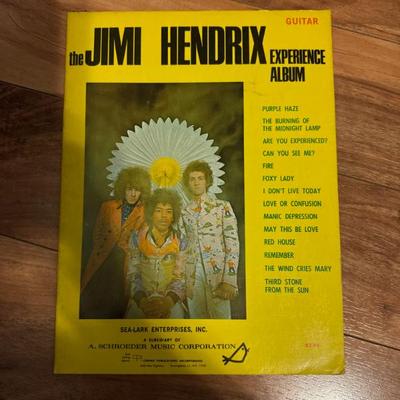 GUITAR
the JIMI HENDRIX EXPERIENCE
ALBUM
PURPLE HAZE
THE BURNING OF
THE MIDNIGHT LAMP
ARE YOU EXPERIENCED?
CAN YOU SEE ME?
FIRE
FOXY LADY
I DON'T LIVE TODAY
LOVE OR CONFUSION
MANIC DEPRESSION
MAY THIS BE LOVE
RED HOUSE
REMEMBER
THE WIND CRIES MARY
THIRD STONE
FROM THE SUN
SEA-LARK ENTERPRISES, INC.
A SUBSIDIARY OF
A. SCHROEDER MUSIC CORPORATION